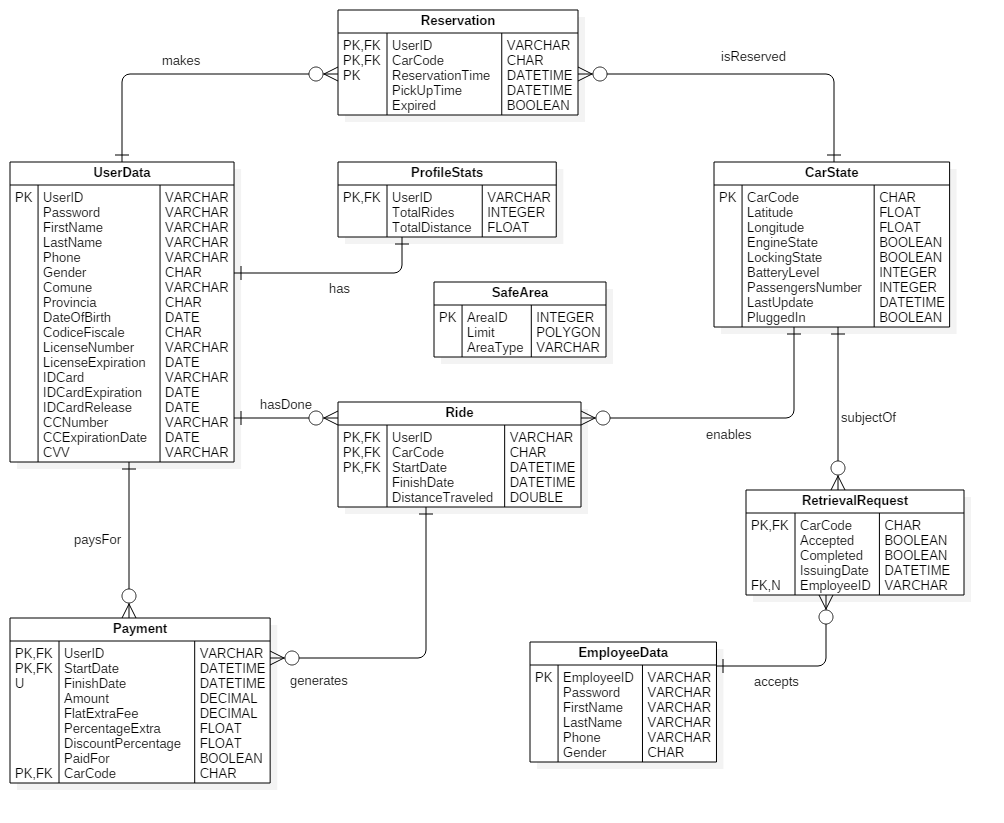 Reservation
PK,FK UserID VARCHAR
PK,FK CarCode CHAR
PK ReservationTime DATETIME
PickUpTime DATETIME
Expired BOOLEAN
makes
isReserved
UserData
PK UserID VARCHAR
Password VARCHAR
FirstName VARCHAR
LastName VARCHAR
Phone VARCHAR
Gender CHAR
Comune VARCHAR
Provincia CHAR
DateOfBirth DATE
CodiceFiscale CHAR
LicenseNumber VARCHAR
LicenseExpiration DATE
IDCard VARCHAR
IDCardExpiration DATE
IDCardRelease DATE
CCNumber VARCHAR
CCExpirationDate DATE
CVV VARCHAR
ProfileStats
PK,FK UserID VARCHAR
TotalRides INTEGER
TotalDistance FLOAT
has
CarState
PK CarCode CHAR
Latitude FLOAT
Longitude FLOAT
EngineState BOOLEAN
LockingState BOOLEAN
BatteryLevel INTEGER
PassengersNumber INTEGER
LastUpdate DATETIME
PluggedIn BOOLEAN
SafeArea
PK AreaID INTEGER
Limit POLYGON
AreaType VARCHAR
hasDone
Ride
PK,FK UserID VARCHAR
PK,FK CarCode CHAR
PK,FK StartDate DATETIME
FinishDate DATETIME
DistanceTraveled DOUBLE
enables
subjectOf
RetrievalRequest
PK,FK CarCode CHAR
Accepted BOOLEAN
Completed BOOLEAN
IssuingDate DATETIME
FK,N EmployeeID VARCHAR
paysFor
Payment
PK,FK UserID VARCHAR
PK,FK StartDate DATETIME
U FinishDate DATETIME
Amount DECIMAL
FlatExtraFee DECIMAL
PercentageExtra FLOAT
DiscountPercentage FLOAT
PaidFor BOOLEAN
PK,FK CarCode CHAR
generates
EmployeeData
PK EmployeeID VARCHAR
Password VARCHAR
FirstName VARCHAR
LastName VARCHAR
Phone VARCHAR
Gender CHAR
accepts